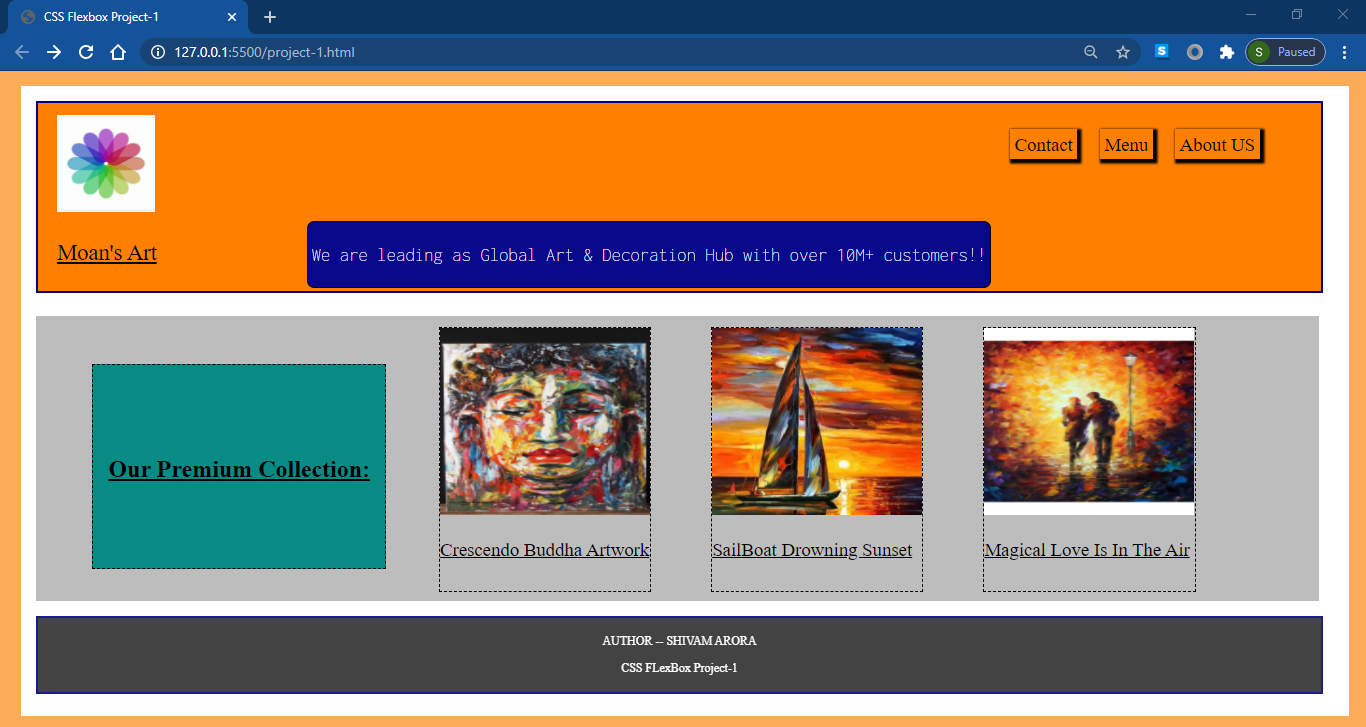 CSS Flexbox Project-1
127.0.0.1:5500/project-1.html
S
S
Paused
Contact
Menu
About US
Moan's Art
We are leading as Global Art & Decoration Hub with over 10M+ customers!!
Our Premium Collection:
Crescendo Buddha Artwork
SailBoat Drowning Sunset
Magical Love Is In The Air
AUTHOR -- SHIVAM ARORA
CSS FLexBox Project-1